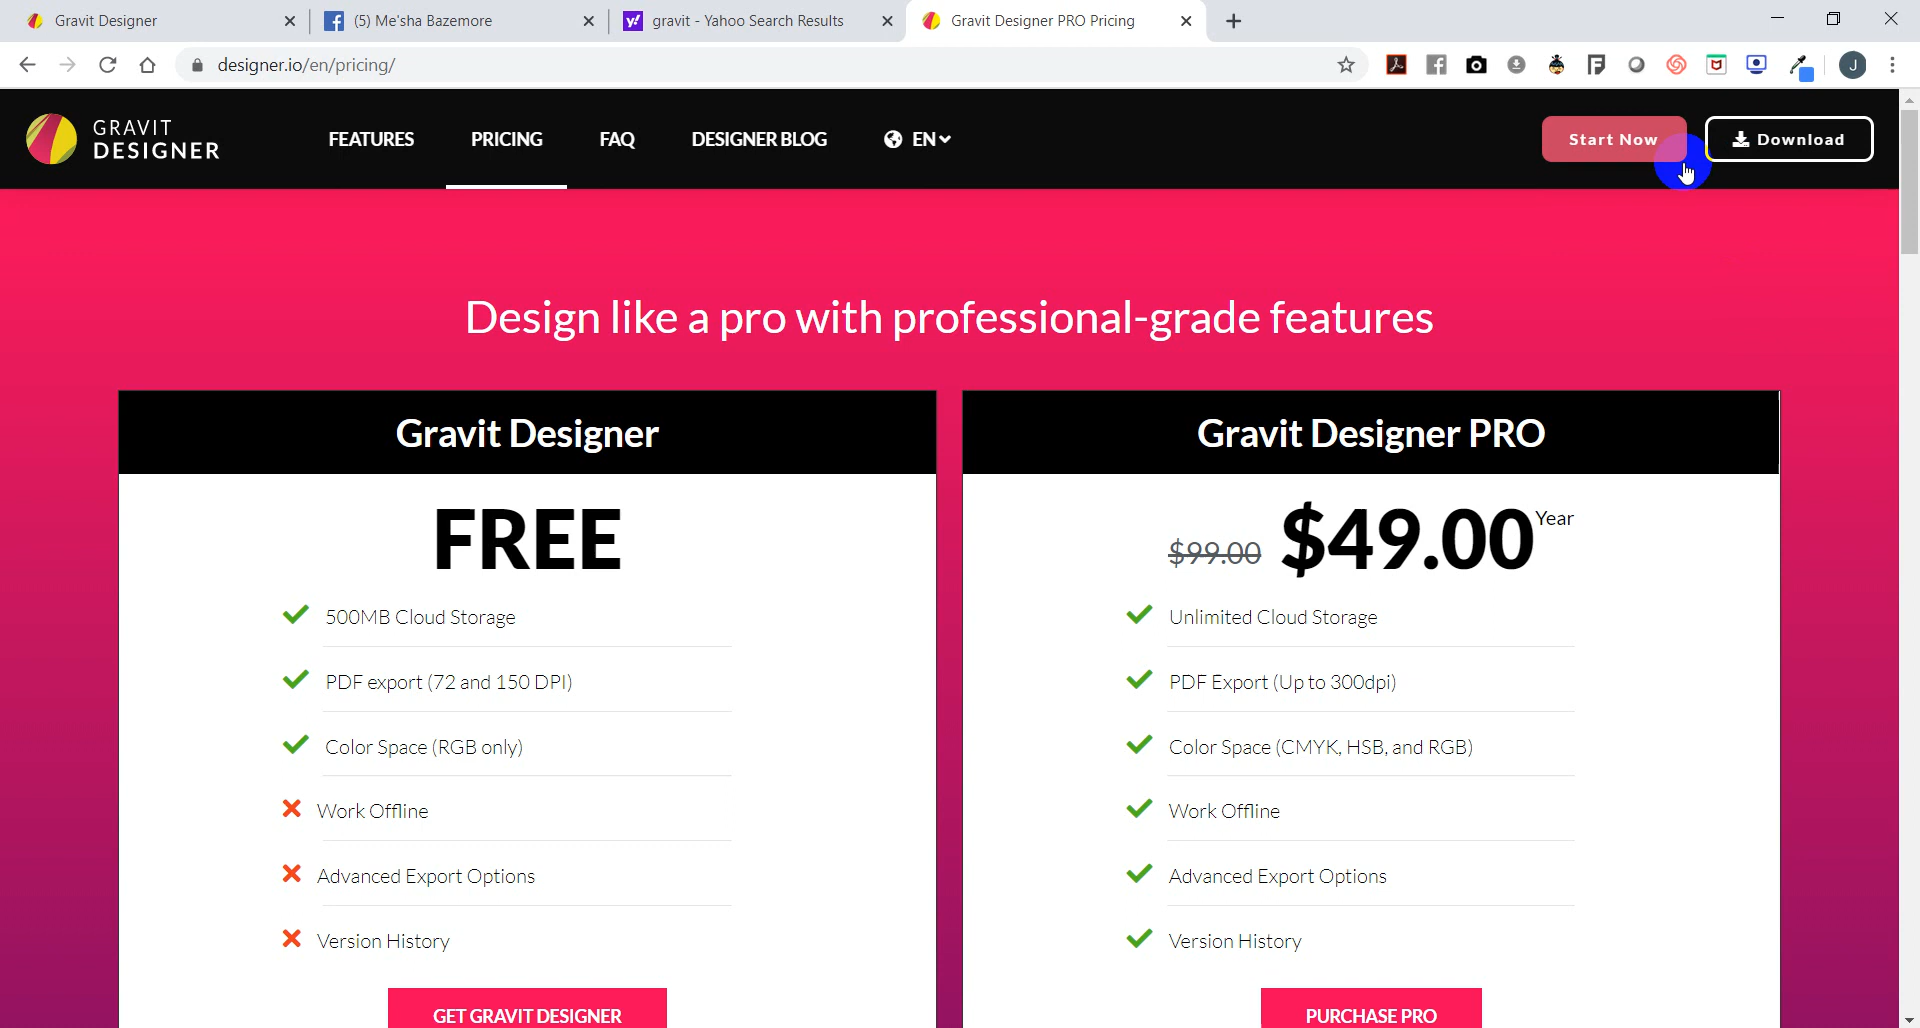 Gravit Designer
(5) Me'sha Bazemore
gravit - Yahoo Search Results
Gravit Designer PRO Pricing
designer.io/en/pricing/
J
GRAVIT DESIGNER
FEATURES
PRICING
FAQ
DESIGNER BLOG
EN
Start Now
Download
Design like a pro with professional-grade features
Gravit Designer
FREE
500MB Cloud Storage
PDF export (72 and 150 DPI)
Color Space (RGB only)
Work Offline
Advanced Export Options
Version History
GET GRAVIT DESIGNER
Gravit Designer PRO
$99.00 $49.00 Year
Unlimited Cloud Storage
PDF Export (Up to 300dpi)
Color Space (CMYK, HSB, and RGB)
Work Offline
Advanced Export Options
Version History
PURCHASE PRO